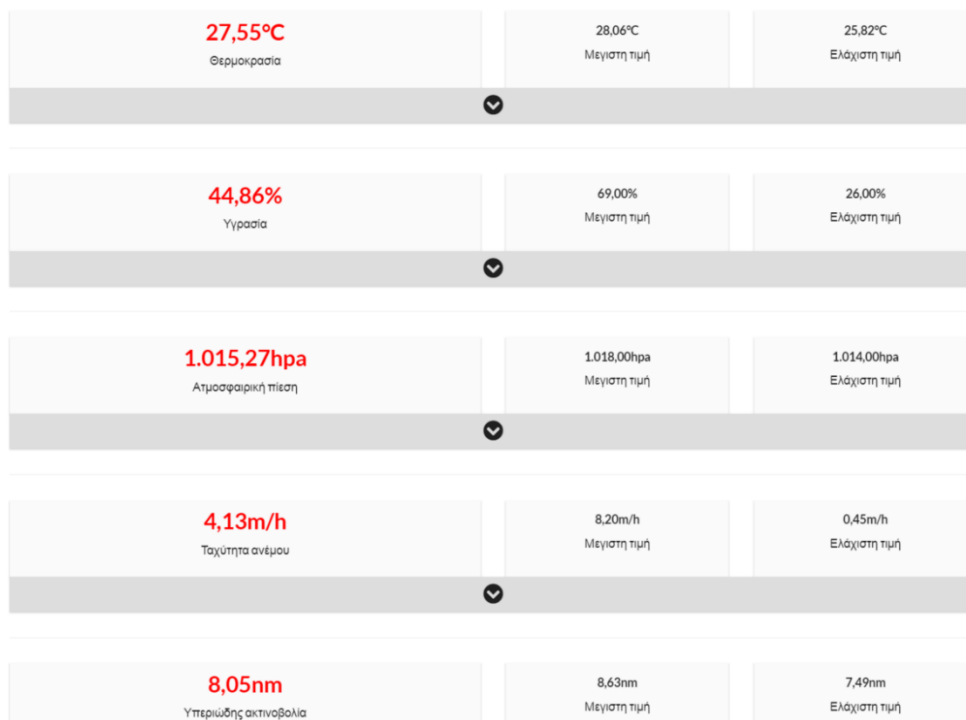 27,55°C
Θερμοκρασία
28,06°C
Μεγιστη τιμή
25,82°C
Ελάχιστη τιμή
44,86%
Υγρασία
69,00%
Μεγιστη τιμή
26,00%
Ελάχιστη τιμή
1.015,27hpa
Ατμοσφαιρική πίεση
1.018,00hpa
Μεγιστη τιμή
1.014,00hpa
Ελάχιστη τιμή
4,13m/h
Ταχύτητα ανέμου
8,20m/h
Μεγιστη τιμή
0,45m/h
Ελάχιστη τιμή
8,05nm
Υπεριώδης ακτινοβολία
8,63nm
Μεγιστη τιμή
7,49nm
Ελάχιστη τιμή